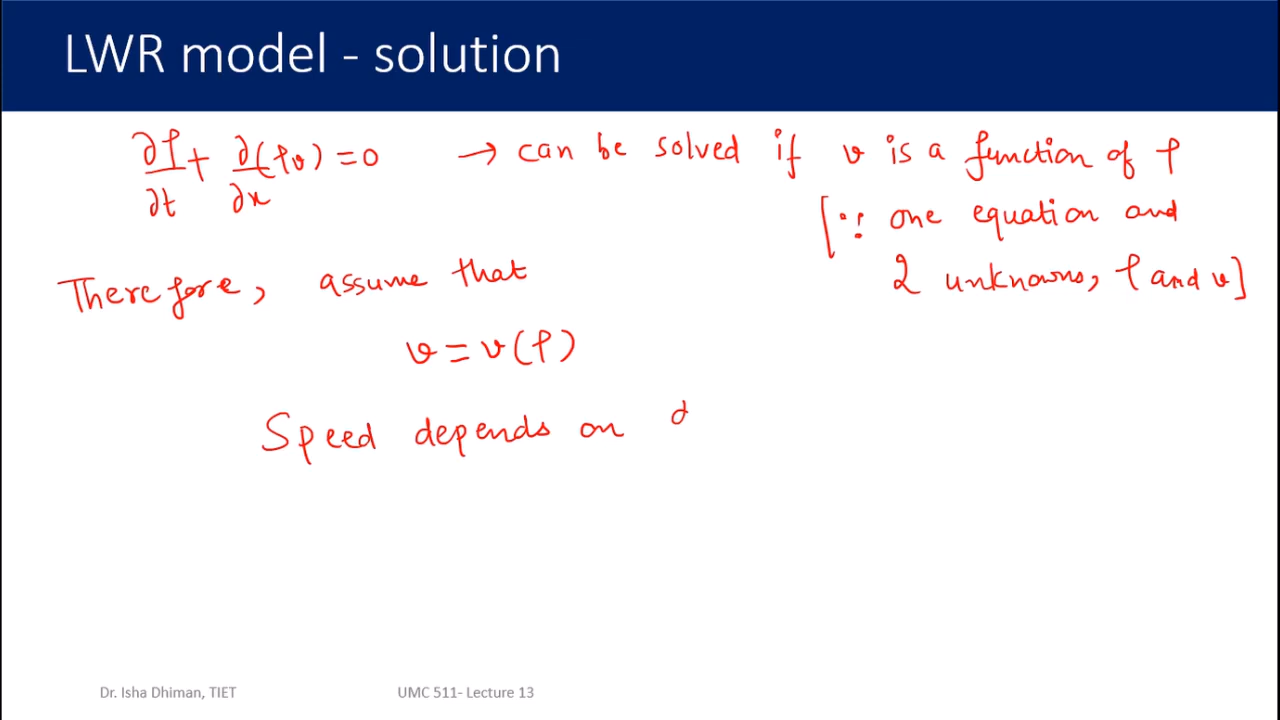 LWR model - solution
∂ρ/∂t + ∂(ρv)/∂x = 0 → can be solved if v is a function of ρ
[∵ one equation and
2 unknowns, ρ and v]
Therefore, assume that
v = v(ρ)
Speed depends on d
Dr. Isha Dhiman, TIET UMC 511- Lecture 13